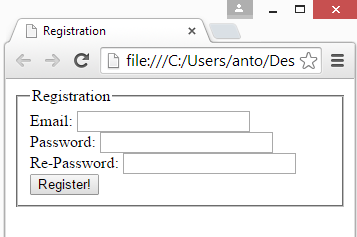 Registration
file:///C:/Users/anto/Des
Registration
Email:
Password:
Re-Password:
Register!